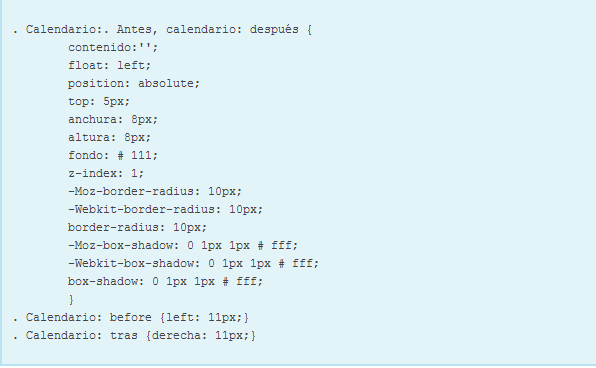 . Calendario:. Antes, calendario: después {
contenido:'';
float: left;
position: absolute;
top: 5px;
anchura: 8px;
altura: 8px;
fondo: # 111;
z-index: 1;
-Moz-border-radius: 10px;
-Webkit-border-radius: 10px;
border-radius: 10px;
-Moz-box-shadow: 0 1px 1px # fff;
-Webkit-box-shadow: 0 1px 1px # fff;
box-shadow: 0 1px 1px # fff;
}
. Calendario: before {left: 11px;}
. Calendario: tras {derecha: 11px;}